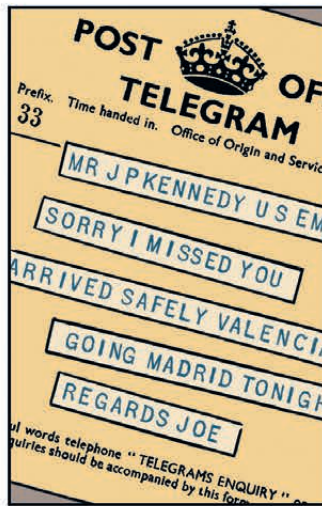 POST OF
TELEGRAM
Prefix. Time handed in. Office of Origin and Servic
33
MR J P KENNEDY U S EM
SORRY I MISSED YOU
ARRIVED SAFELY VALENCIA
GOING MADRID TONIGH
REGARDS JOE
ul words telephone " TELEGRAMS ENQUIRY " or
quiries should be accompanied by this form